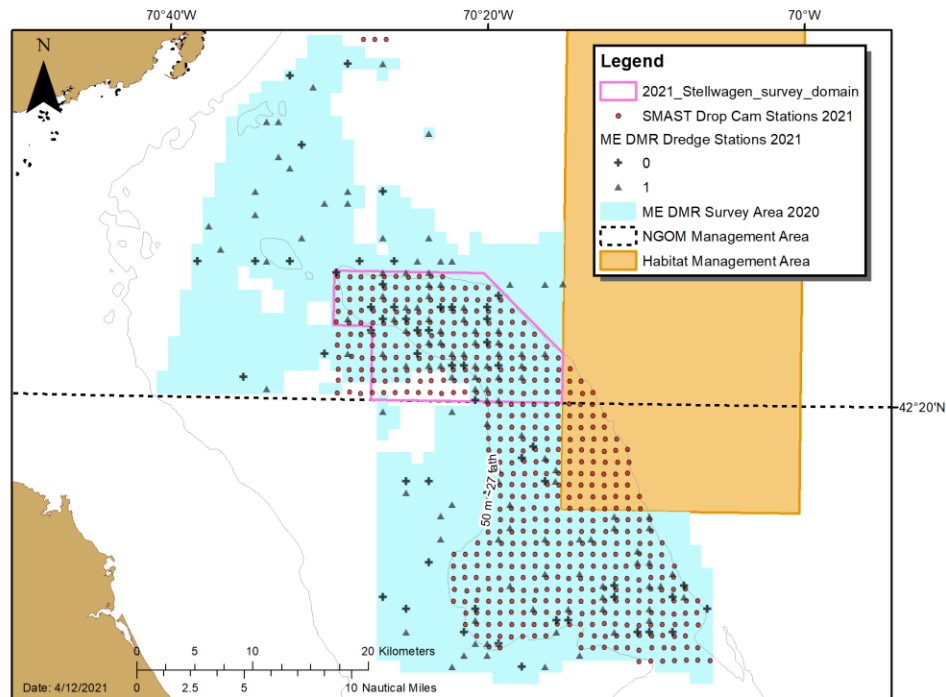 70°40'W
70°20'W
70°0'W
N
Legend
2021_Stellwagen_survey_domain
SMAST Drop Cam Stations 2021
ME DMR Dredge Stations 2021
0
1
ME DMR Survey Area 2020
NGOM Management Area
Habitat Management Area
42°20'N
50 m ~27 fath
0 5 10 20 Kilometers
0 2.5 5 10 Nautical Miles
Date: 4/12/2021